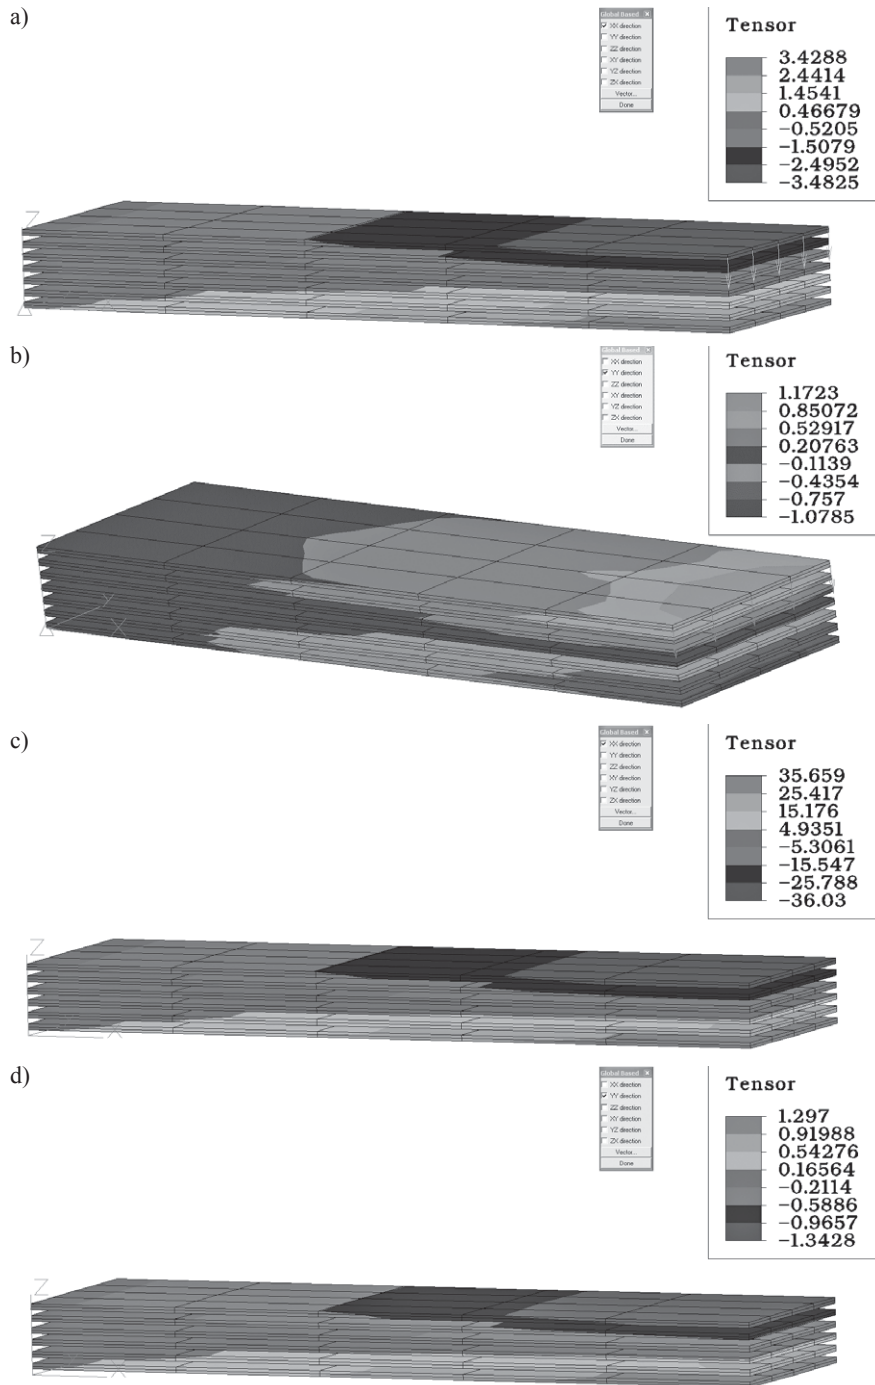 a)
Global Based
XX direction
YY direction
ZZ direction
XY direction
YZ direction
ZX direction
Vector...
Done
Tensor
3.4288
2.4414
1.4541
0.46679
-0.5205
-1.5079
-2.4952
-3.4825
Z
b)
Global Based
XX direction
YY direction
ZZ direction
XY direction
YZ direction
ZX direction
Vector...
Done
Tensor
1.1723
0.85072
0.52917
0.20763
-0.1139
-0.4354
-0.757
-1.0785
Z
Y
X
c)
Global Based
XX direction
YY direction
ZZ direction
XY direction
YZ direction
ZX direction
Vector...
Done
Tensor
35.659
25.417
15.176
4.9351
-5.3061
-15.547
-25.788
-36.03
Z
X
d)
Global Based
XX direction
YY direction
ZZ direction
XY direction
YZ direction
ZX direction
Vector...
Done
Tensor
1.297
0.91988
0.54276
0.16564
-0.2114
-0.5886
-0.9657
-1.3428
Z
X